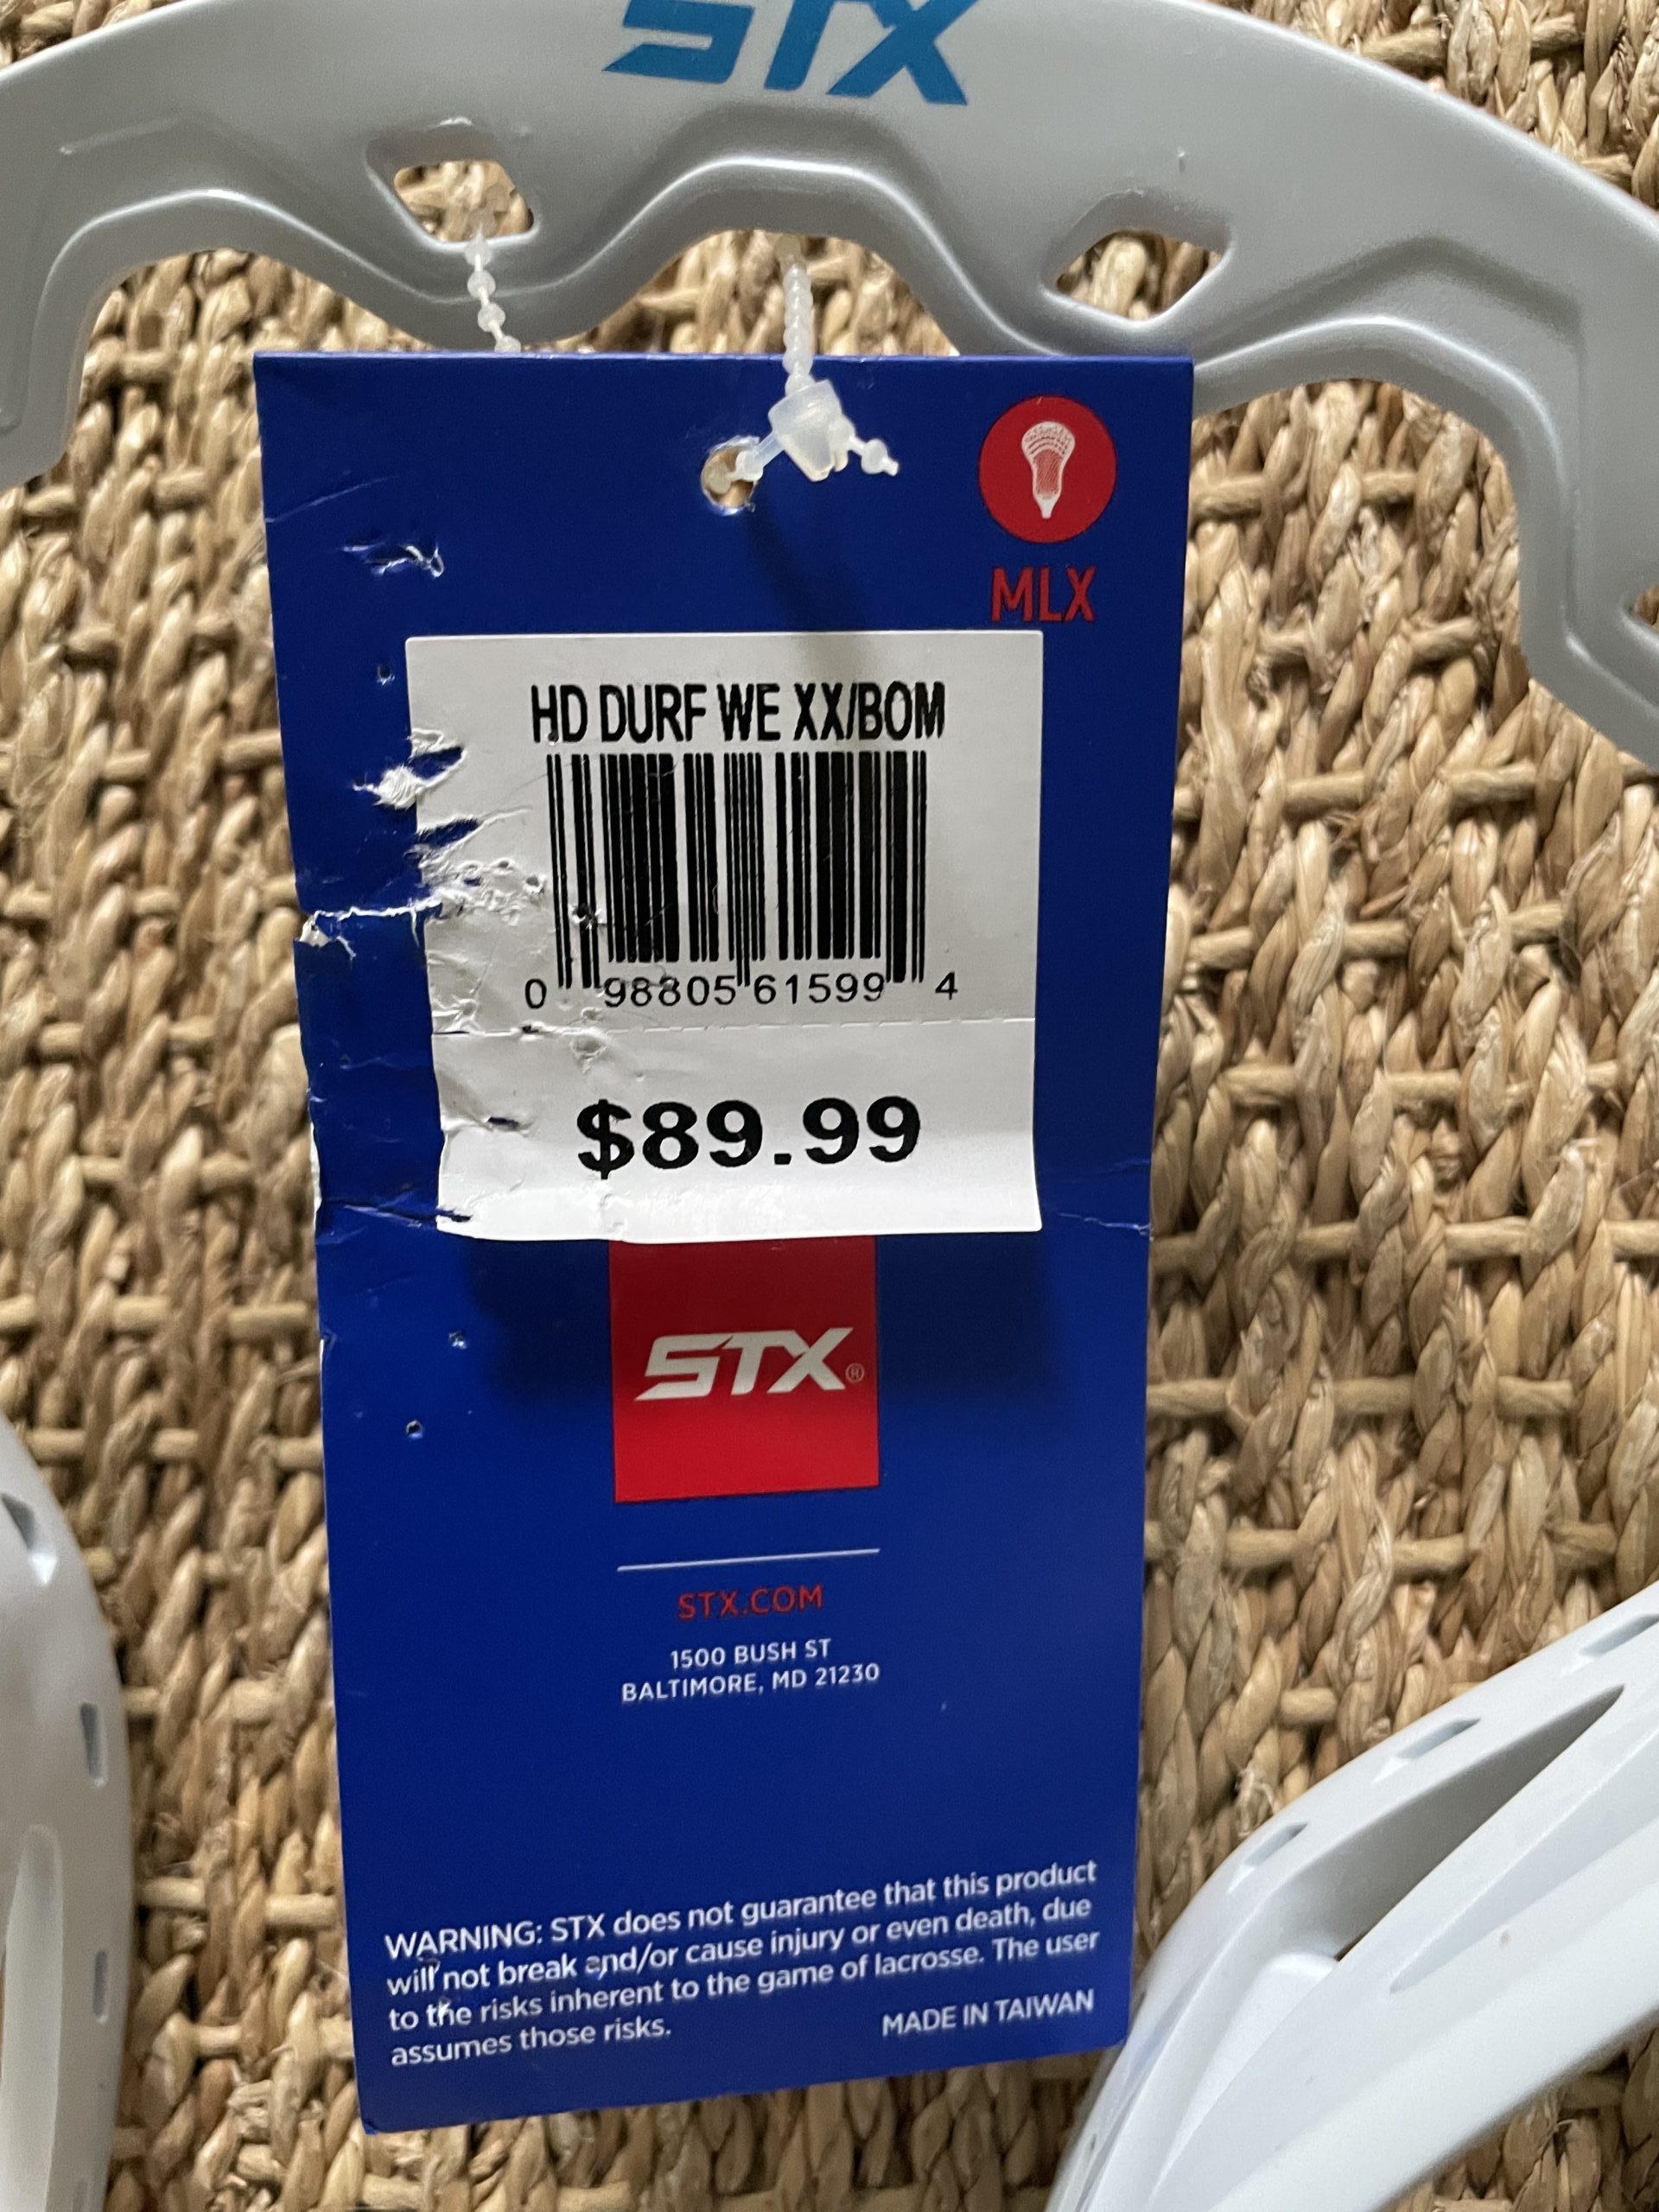 STX
MLX
HD DURF WE XX/BOM
0 98805 61599 4
$89.99
STX®
STX.COM
1500 BUSH ST
BALTIMORE, MD 21230
WARNING: STX does not guarantee that this product
will not break and/or cause injury or even death, due
to the risks inherent to the game of lacrosse. The user
assumes those risks.
MADE IN TAIWAN